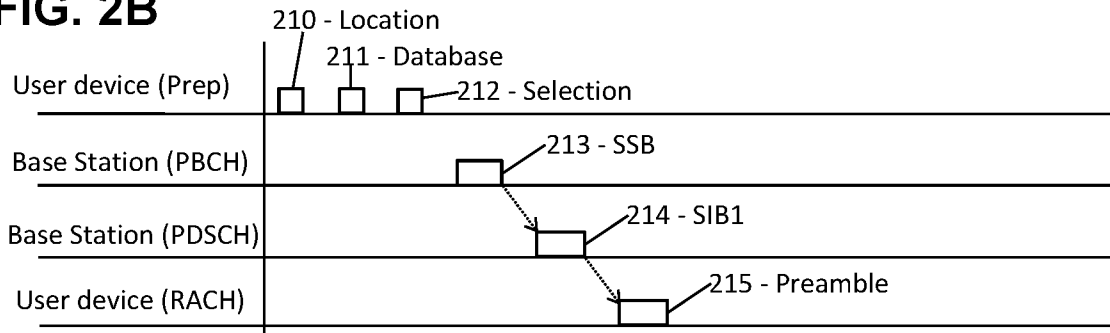 FIG. 2B
210 - Location
211 - Database
User device (Prep)
212 - Selection
Base Station (PBCH)
213 - SSB
Base Station (PDSCH)
214 - SIB1
User device (RACH)
215 - Preamble